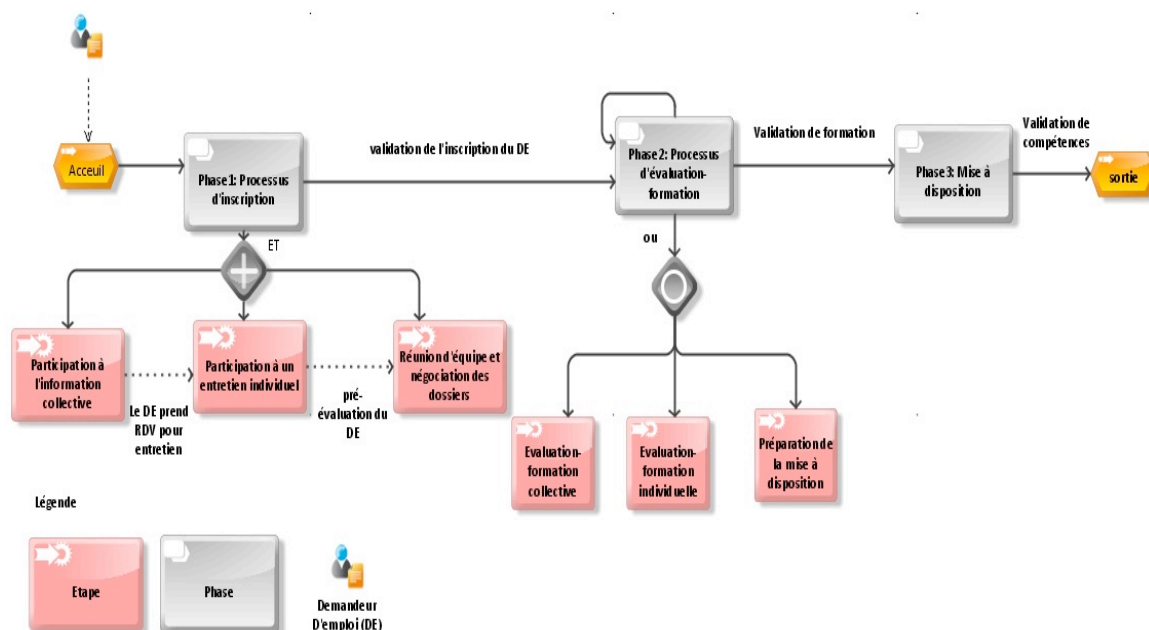 Acceuil
Phase1: Processus
d'inscription
validation de l'inscription du DE
Phase2: Processus
d'évaluation-
formation
Validation de formation
Phase3: Mise à
disposition
Validation de
compétences
sortie
ET
ou
Participation à
l'information
collective
Le DE prend
RDV pour
entretien
Participation à un
entretien individuel
pré-
évaluation du
DE
Réunion d'équipe et
négociation des
dossiers
Evaluation-
formation
collective
Evaluation-
formation
individuelle
Préparation de
la mise à
disposition
Légende
Etape
Phase
Demandeur
D'emploi (DE)